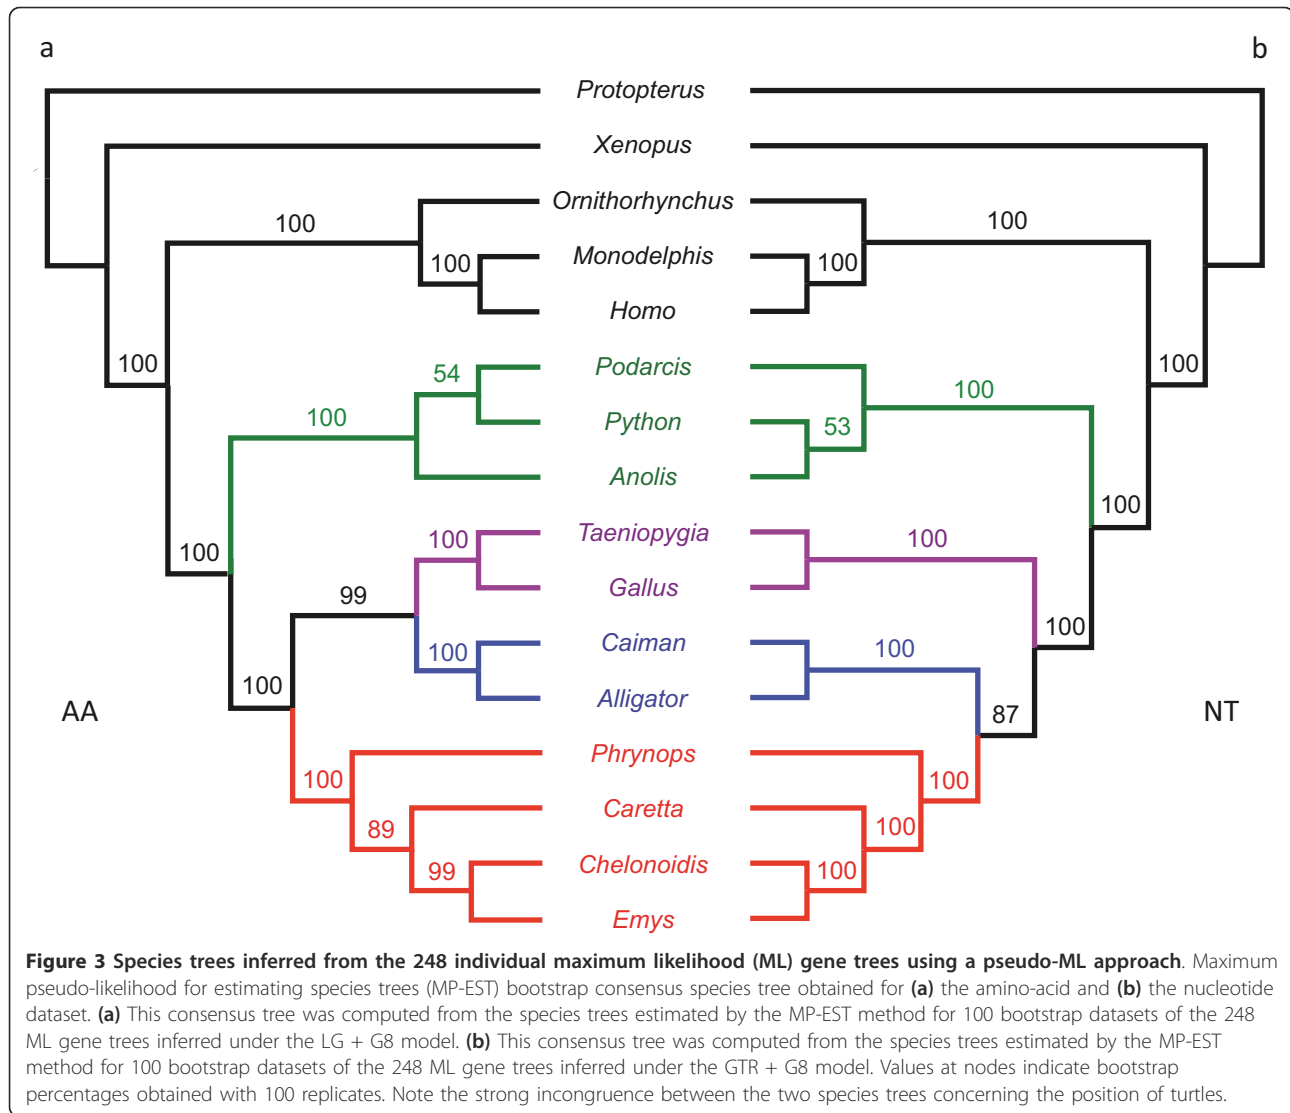 a b
Protopterus
Xenopus
Ornithorhynchus
100 100
Monodelphis
100 100
Homo
100 100
Podarcis
54
100
Python
100 53
Anolis
Taeniopygia
100 100
100 100
Gallus
99
100
Caiman
100 100
100
Alligator
AA 87 NT
Phrynops
100 100
Caretta
89 100
Chelonoidis
99 100
Emys
Figure 3 Species trees inferred from the 248 individual maximum likelihood (ML) gene trees using a pseudo-ML approach. Maximum
pseudo-likelihood for estimating species trees (MP-EST) bootstrap consensus species tree obtained for (a) the amino-acid and (b) the nucleotide
dataset. (a) This consensus tree was computed from the species trees estimated by the MP-EST method for 100 bootstrap datasets of the 248
ML gene trees inferred under the LG + G8 model. (b) This consensus tree was computed from the species trees estimated by the MP-EST
method for 100 bootstrap datasets of the 248 ML gene trees inferred under the GTR + G8 model. Values at nodes indicate bootstrap
percentages obtained with 100 replicates. Note the strong incongruence between the two species trees concerning the position of turtles.